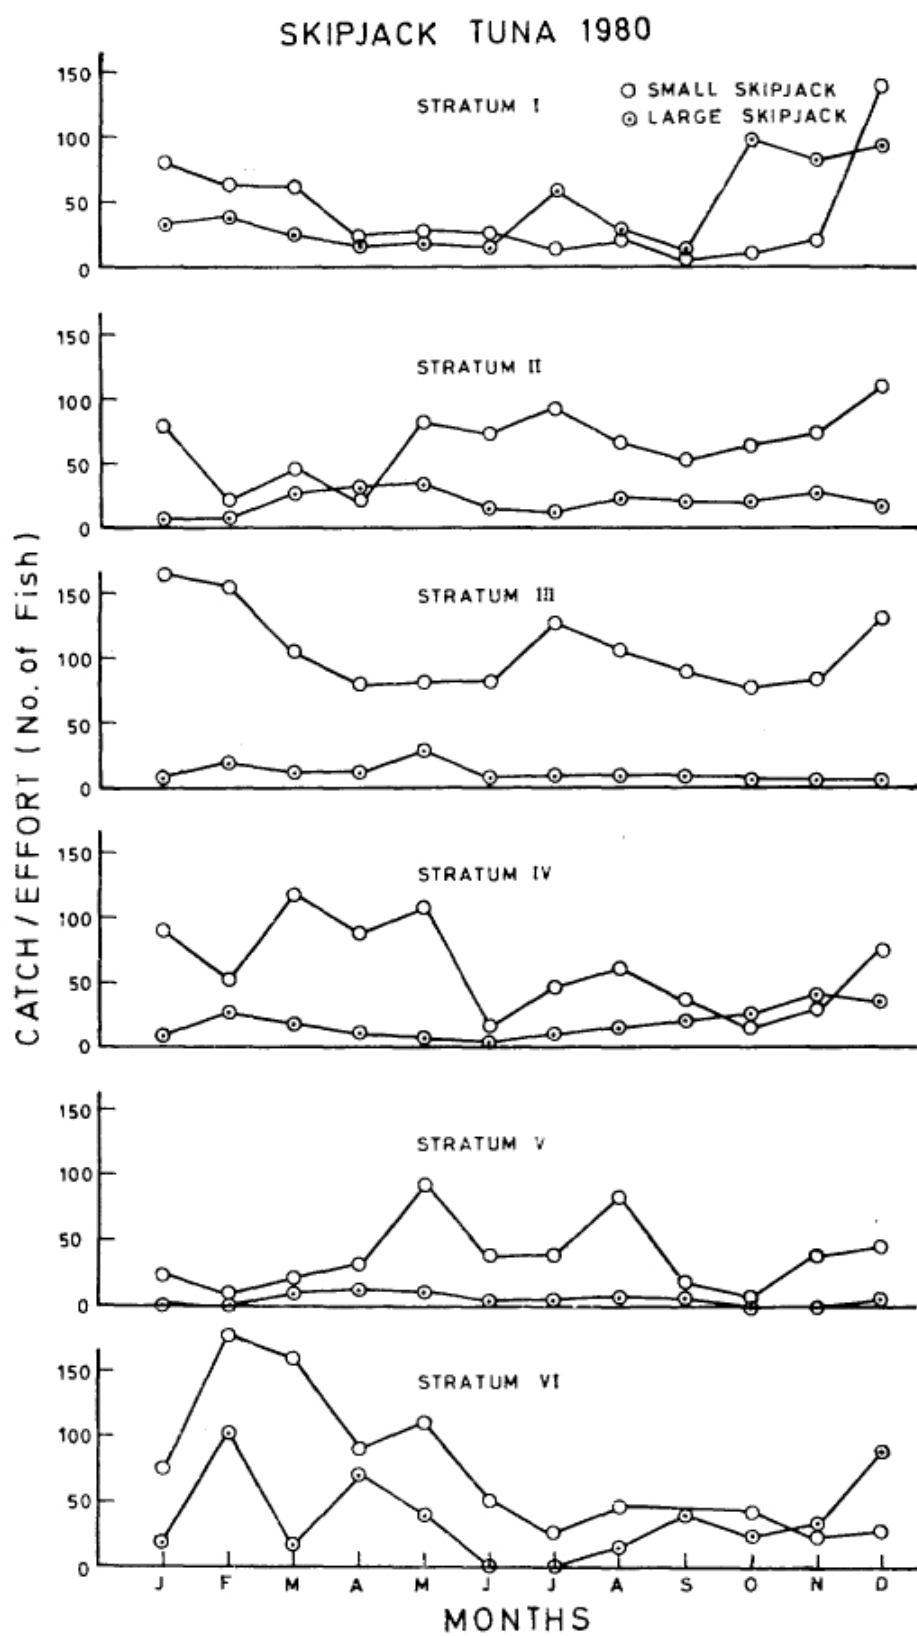 SKIPJACK TUNA 1980
STRATUM I
○ SMALL SKIPJACK
⊙ LARGE SKIPJACK
150
100
50
0
STRATUM II
150
100
50
0
STRATUM III
150
100
50
0
STRATUM IV
150
100
50
0
STRATUM V
150
100
50
0
STRATUM VI
150
100
50
0
CATCH/EFFORT (No. of Fish)
J F M A M J J A S O N D
MONTHS